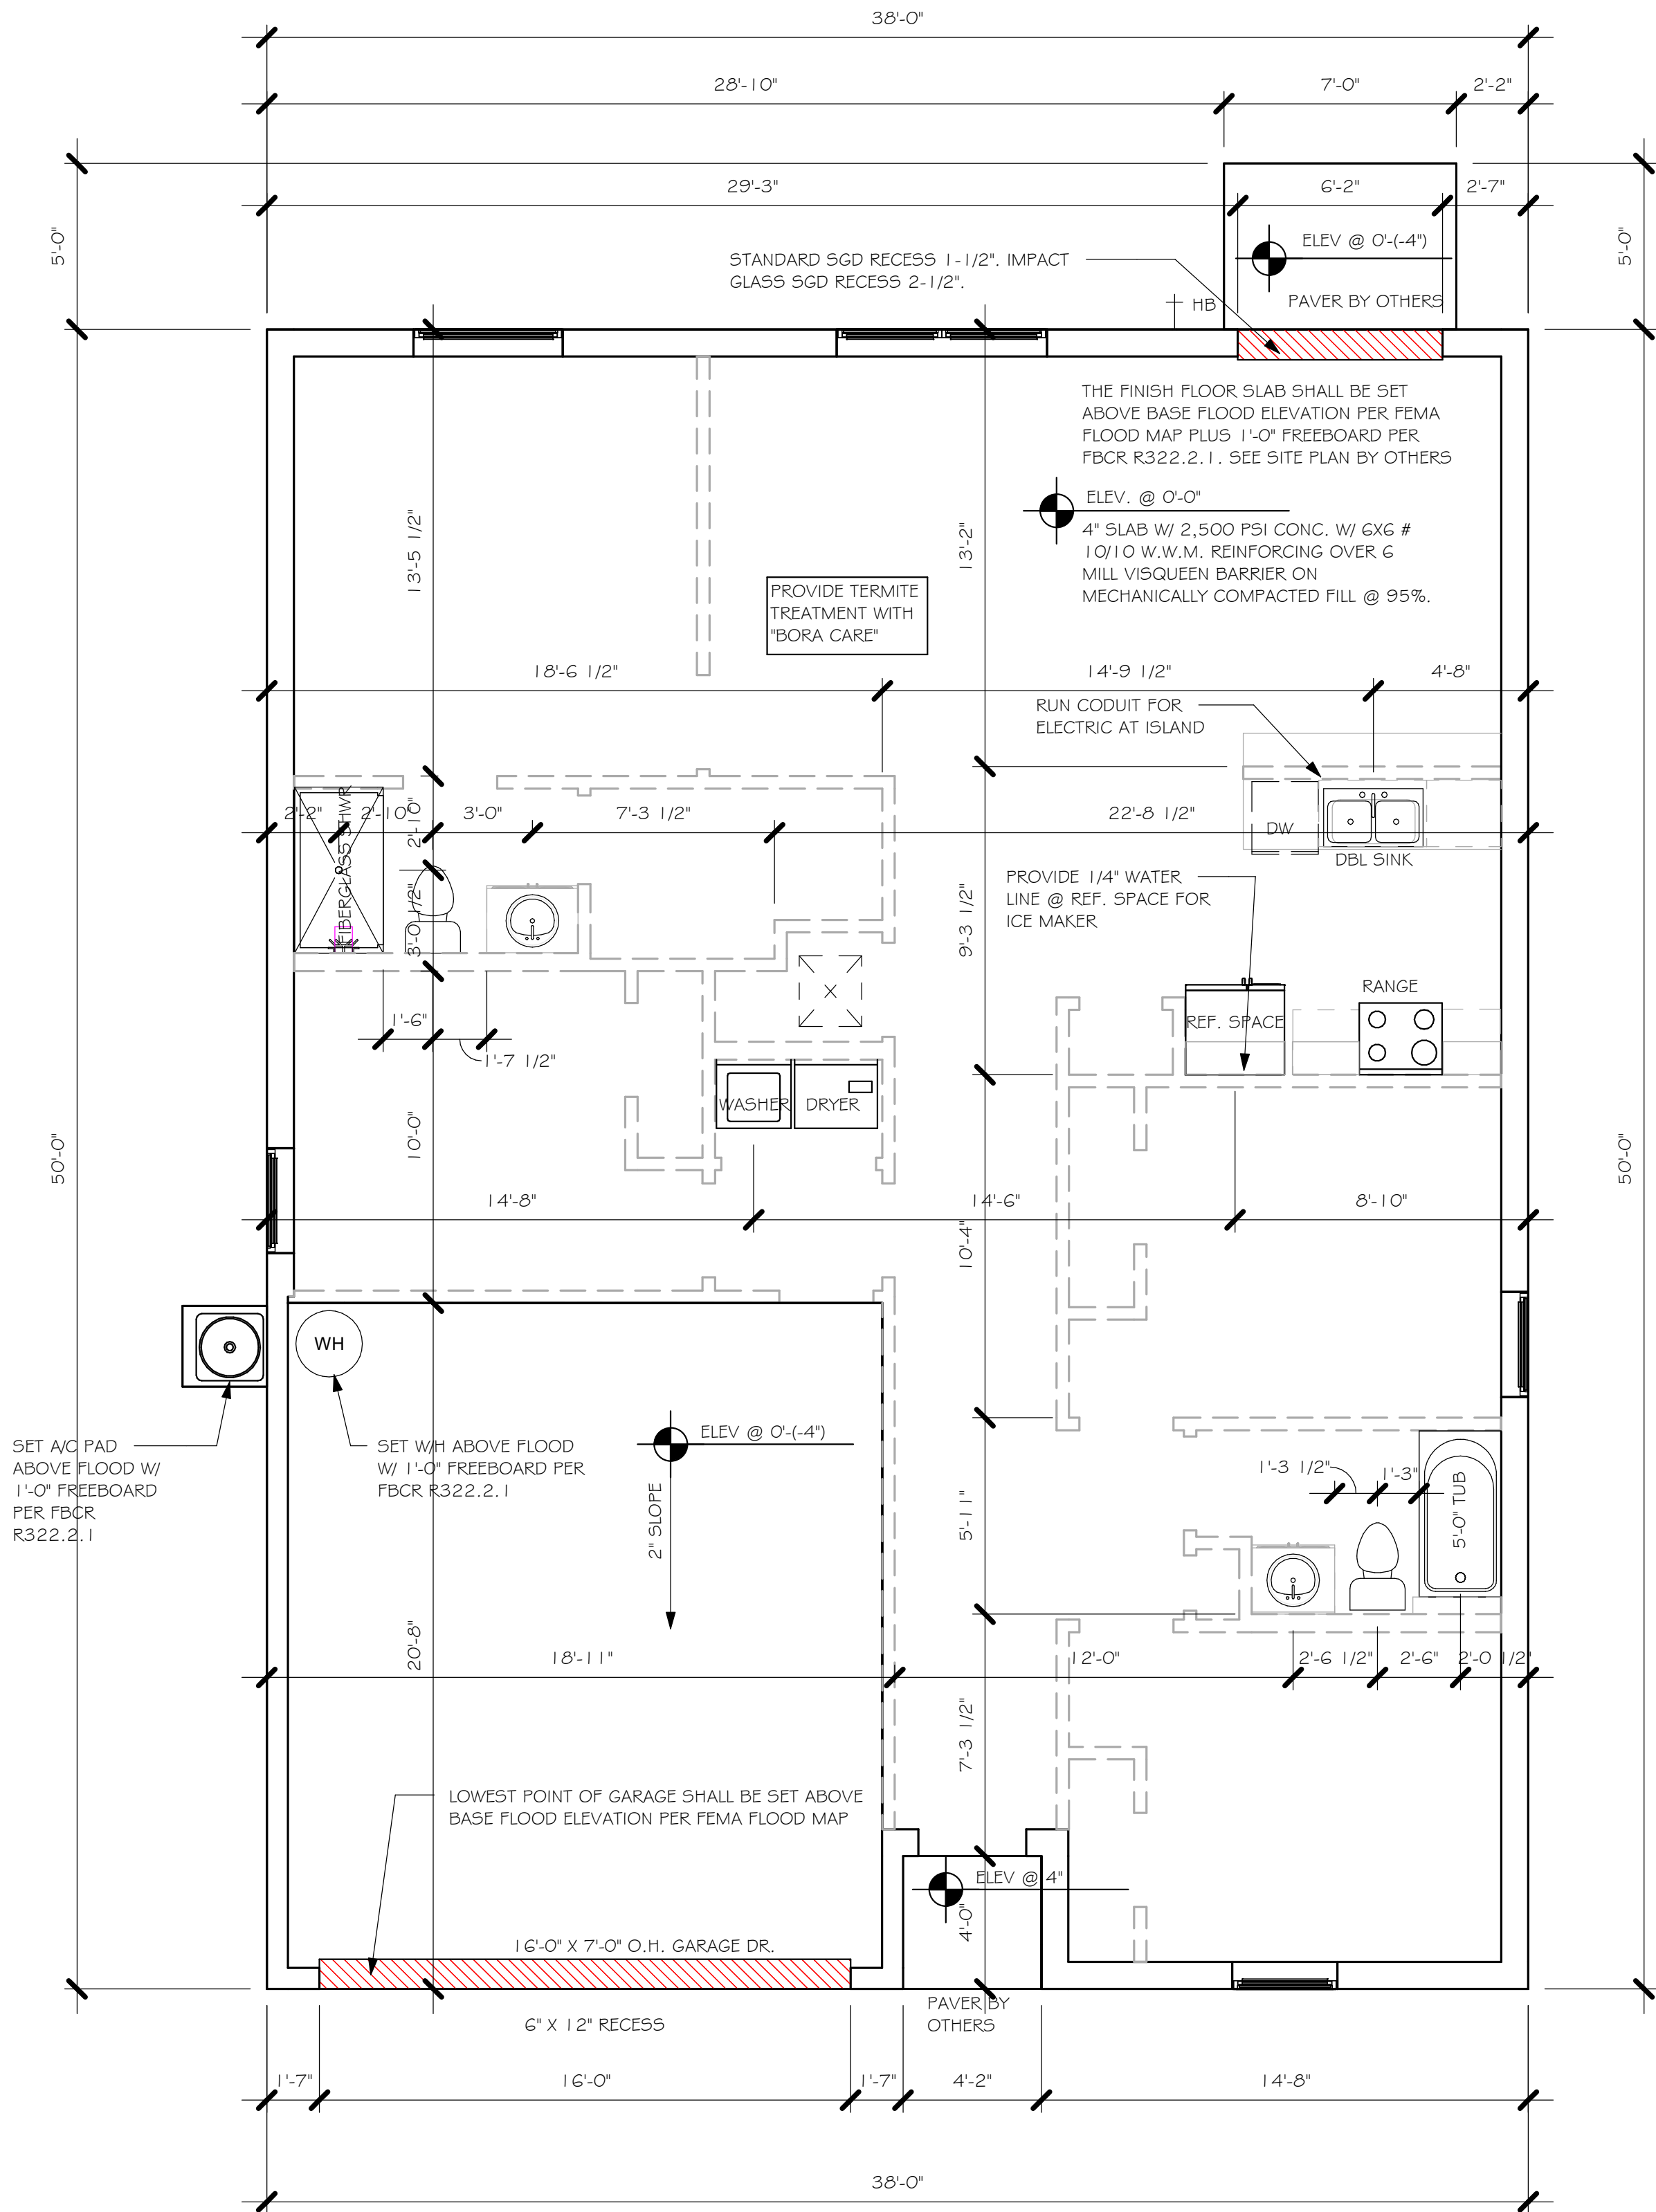 38'-0"
28'-10"
7'-0"
2'-2"
29'-3"
6'-2"
2'-7"
5'-0"
5'-0"
ELEV @ 0'-(-4")
STANDARD SGD RECESS 1-1/2". IMPACT
GLASS SGD RECESS 2-1/2".
HB
PAVER BY OTHERS
THE FINISH FLOOR SLAB SHALL BE SET
ABOVE BASE FLOOD ELEVATION PER FEMA
FLOOD MAP PLUS 1'-0" FREEBOARD PER
FBCR R322.2.1. SEE SITE PLAN BY OTHERS
ELEV. @ 0'-0"
4" SLAB W/ 2,500 PSI CONC. W/ 6X6 #
10/10 W.W.M. REINFORCING OVER 6
MILL VISQUEEN BARRIER ON
MECHANICALLY COMPACTED FILL @ 95%.
13'-5 1/2"
13'-2"
PROVIDE TERMITE
TREATMENT WITH
"BORA CARE"
18'-6 1/2"
14'-9 1/2"
4'-8"
RUN CODUIT FOR
ELECTRIC AT ISLAND
2'-2"
2'-10"
2'-10"
3'-0"
7'-3 1/2"
22'-8 1/2"
FIBERGLASS SHWR
DW
DBL SINK
PROVIDE 1/4" WATER
LINE @ REF. SPACE FOR
ICE MAKER
3'-0 1/2"
9'-3 1/2"
RANGE
REF. SPACE
1'-6"
1'-7 1/2"
WASHER
DRYER
10'-0"
50'-0"
50'-0"
14'-8"
14'-6"
8'-10"
10'-4"
WH
SET A/C PAD
ABOVE FLOOD W/
1'-0" FREEBOARD
PER FBCR
R322.2.1
SET W/H ABOVE FLOOD
W/ 1'-0" FREEBOARD PER
FBCR R322.2.1
ELEV @ 0'-(-4")
2" SLOPE
1'-3 1/2"
1'-3"
5'-0" TUB
5'-11"
20'-8"
18'-11"
12'-0"
2'-6 1/2"
2'-6"
2'-0 1/2"
7'-3 1/2"
LOWEST POINT OF GARAGE SHALL BE SET ABOVE
BASE FLOOD ELEVATION PER FEMA FLOOD MAP
ELEV @ 4"
4'-0"
16'-0" X 7'-0" O.H. GARAGE DR.
PAVER BY
OTHERS
6" X 12" RECESS
1'-7"
16'-0"
1'-7"
4'-2"
14'-8"
38'-0"